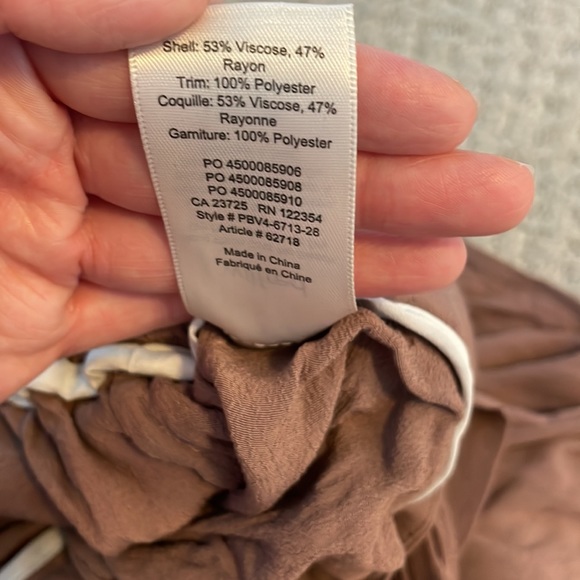 Shell: 53% Viscose, 47%
Rayon
Trim: 100% Polyester
Coquille: 53% Viscose, 47%
Rayonne
Garniture: 100% Polyester
PO 4500085906
PO 4500085908
PO 4500085910
CA 23725 RN 122354
Style # PBV4-6713-28
Article # 62718
Made in China
Fabriqué en Chine